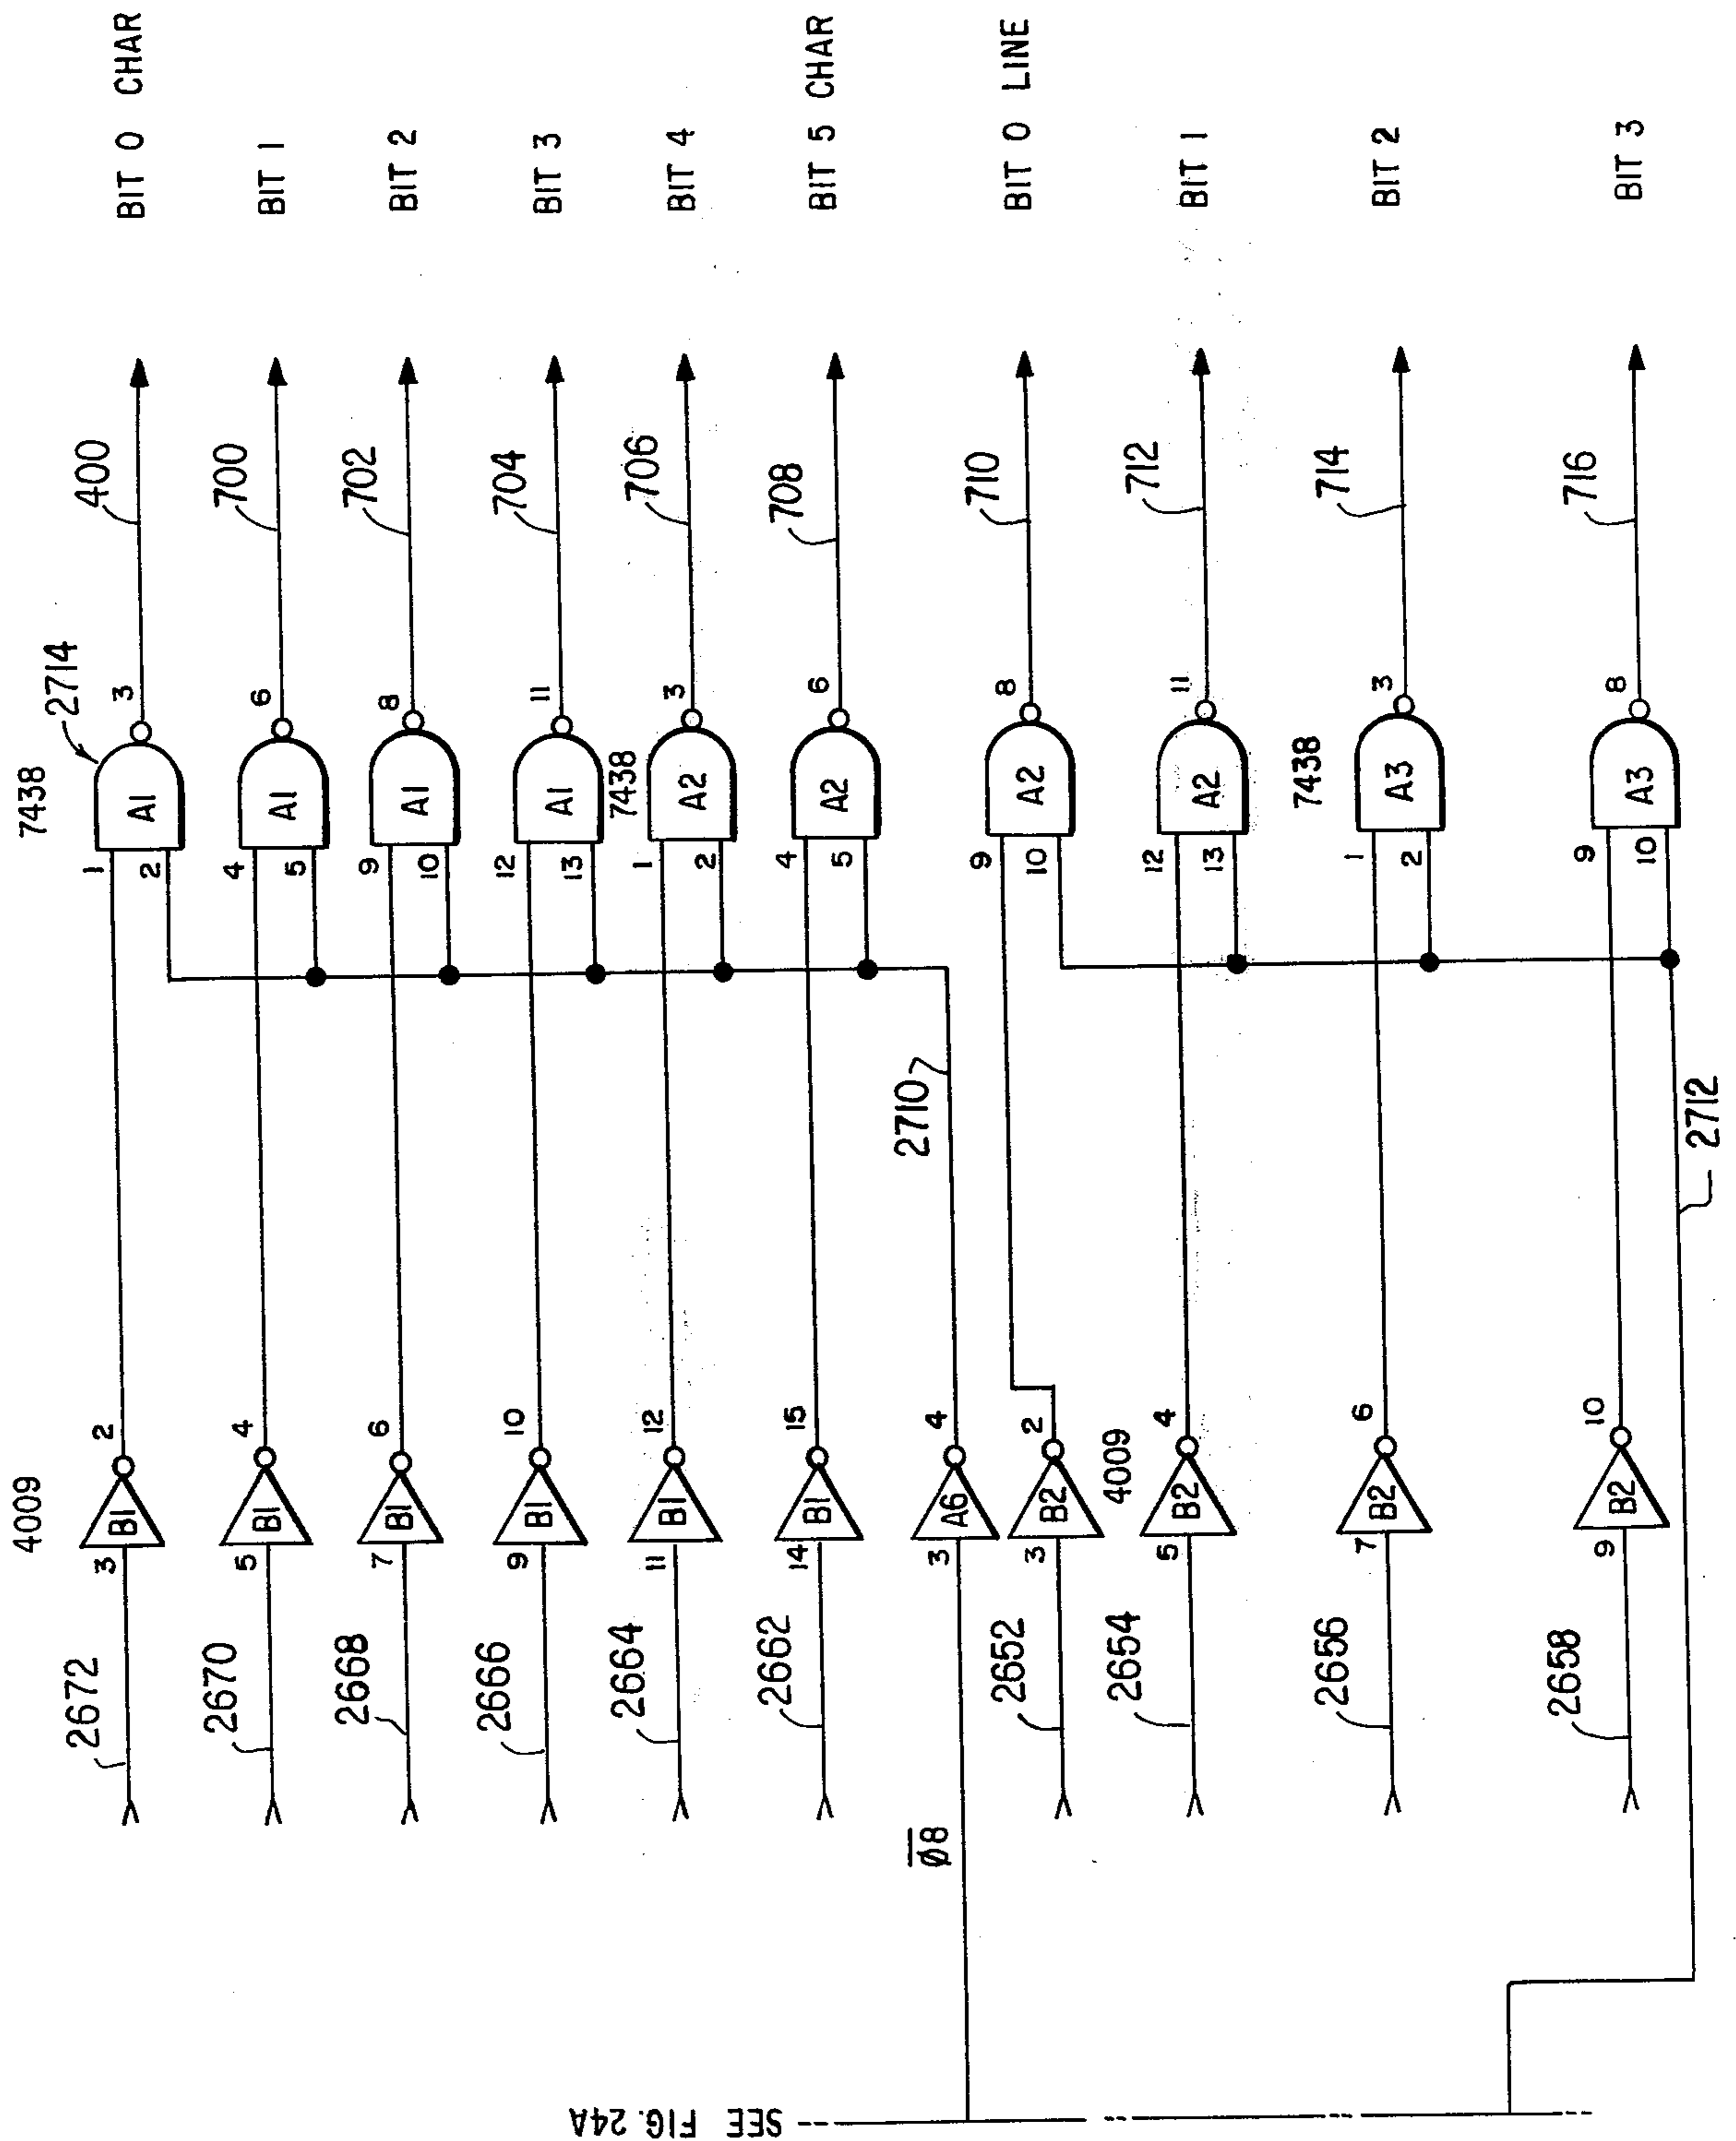 4009
2672
3
B1
2
7438
2714
1
2
A1
3
400
BIT 0 CHAR
2670
5
B1
4
4
5
A1
6
700
BIT 1
2668
7
B1
6
9
10
A1
8
702
BIT 2
2666
9
B1
10
12
13
A1
11
704
BIT 3
2664
11
B1
12
7438
1
2
A2
3
706
BIT 4
2662
14
B1
15
4
5
A2
6
708
BIT 5 CHAR
Ø8
3
A6
4
2710
2652
3
B2
2
9
10
A2
8
710
BIT 0 LINE
2654
5
B2
4
4009
12
13
A2
11
712
BIT 1
2656
7
B2
6
7438
1
2
A3
3
714
BIT 2
2658
9
B2
10
9
10
A3
8
716
BIT 3
2712
SEE FIG. 24A